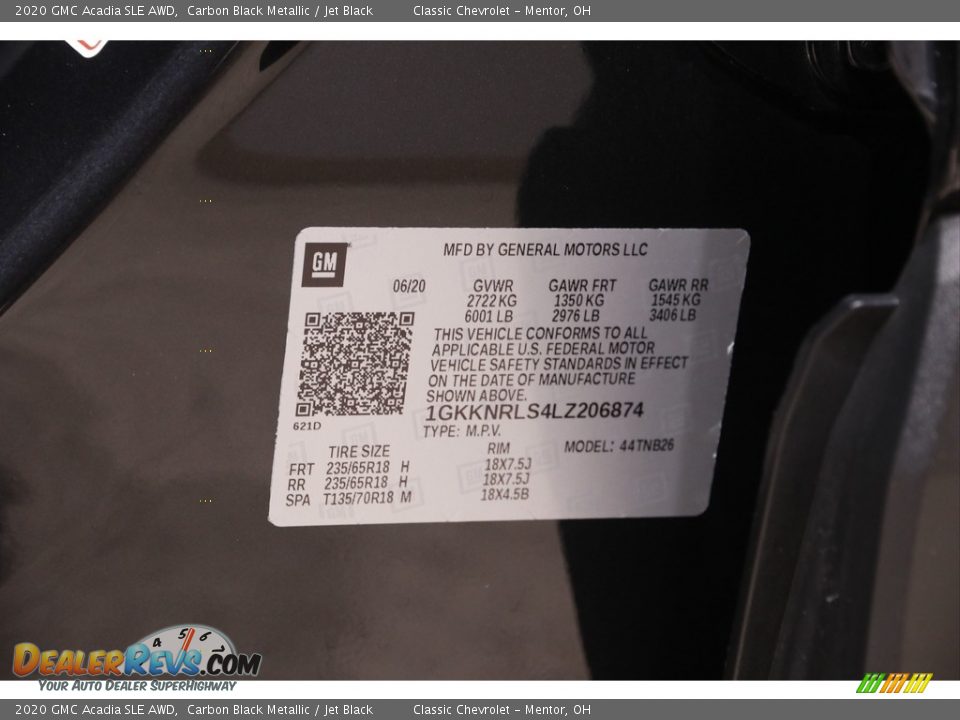 2020 GMC Acadia SLE AWD, Carbon Black Metallic / Jet Black Classic Chevrolet - Mentor, OH
GM
MFD BY GENERAL MOTORS LLC
06/20 GVWR GAWR FRT GAWR RR
2722 KG 1350 KG 1545 KG
6001 LB 2976 LB 3406 LB
THIS VEHICLE CONFORMS TO ALL
APPLICABLE U.S. FEDERAL MOTOR
VEHICLE SAFETY STANDARDS IN EFFECT
ON THE DATE OF MANUFACTURE
SHOWN ABOVE.
1GKKNRLS4LZ206874
621D
TYPE: M.P.V.
TIRE SIZE RIM MODEL: 44TNB26
FRT 235/65R18 H 18X7.5J
RR 235/65R18 H 18X7.5J
SPA T135/70R18 M 18X4.5B
4 5 6 7
DEALERREVS.COM
YOUR AUTO DEALER SUPERHIGHWAY
2020 GMC Acadia SLE AWD, Carbon Black Metallic / Jet Black Classic Chevrolet - Mentor, OH